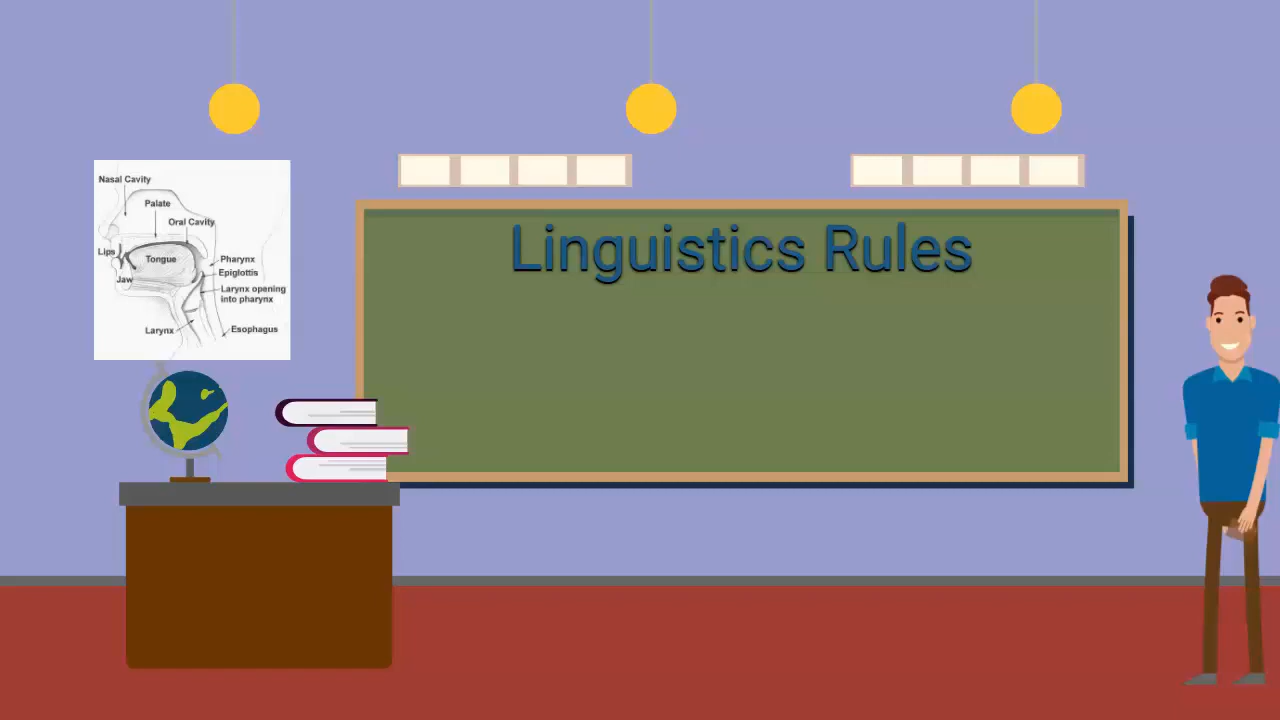 Linguistics Rules
Nasal Cavity
Palate
Oral Cavity
Lips
Tongue
Pharynx
Epiglottis
Jaw
Larynx opening
into pharynx
Larynx
Esophagus